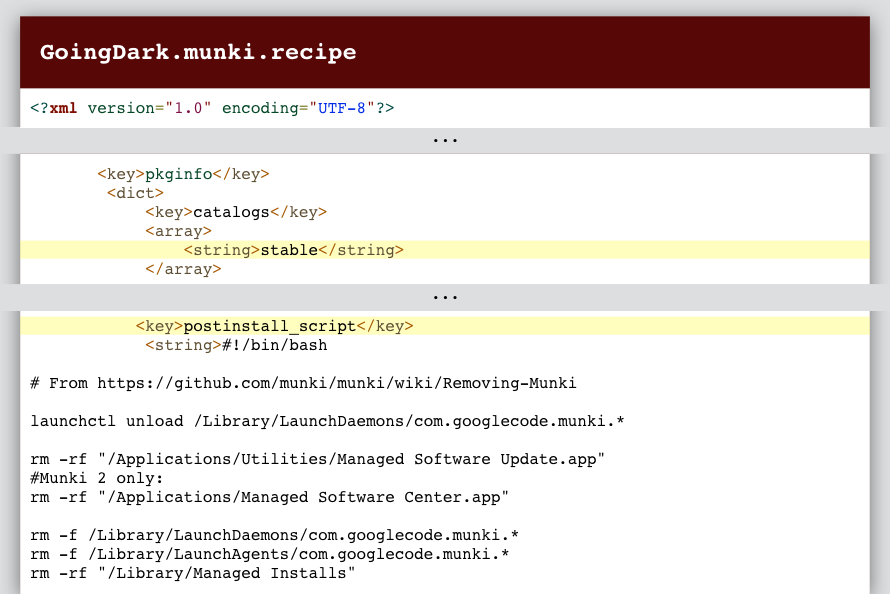 GoingDark.munki.recipe
<?xml version="1.0" encoding="UTF-8"?>
...
<key>pkginfo</key>
<dict>
<key>catalogs</key>
<array>
<string>stable</string>
</array>
...
<key>postinstall_script</key>
<string>#!/bin/bash
# From https://github.com/munki/munki/wiki/Removing-Munki
launchctl unload /Library/LaunchDaemons/com.googlecode.munki.*
rm -rf "/Applications/Utilities/Managed Software Update.app"
#Munki 2 only:
rm -rf "/Applications/Managed Software Center.app"
rm -f /Library/LaunchDaemons/com.googlecode.munki.*
rm -f /Library/LaunchAgents/com.googlecode.munki.*
rm -rf "/Library/Managed Installs"